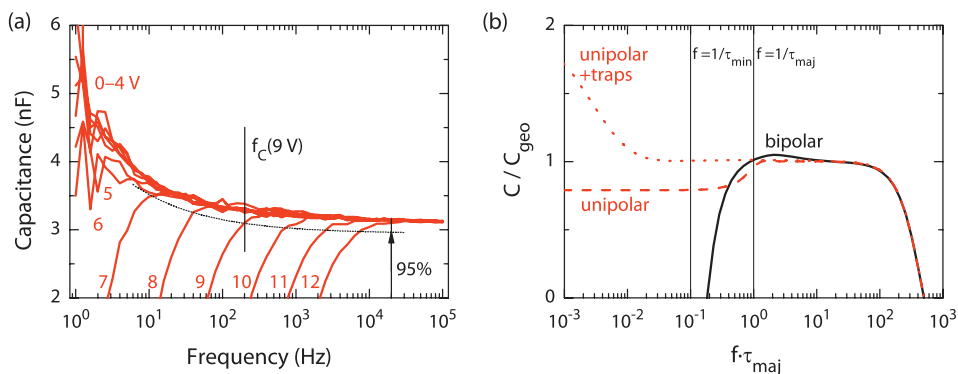 (a)
6
5
4
3
2
Capacitance (nF)
0–4 V
5
6
7
8
9
10
11
12
f_C(9 V)
95%
10^0
10^1
10^2
10^3
10^4
10^5
Frequency (Hz)
(b)
2
1
0
C / C_geo
unipolar
+traps
f=1/τ_min
f=1/τ_maj
bipolar
unipolar
10^-3
10^-2
10^-1
10^0
10^1
10^2
10^3
f·τ_maj